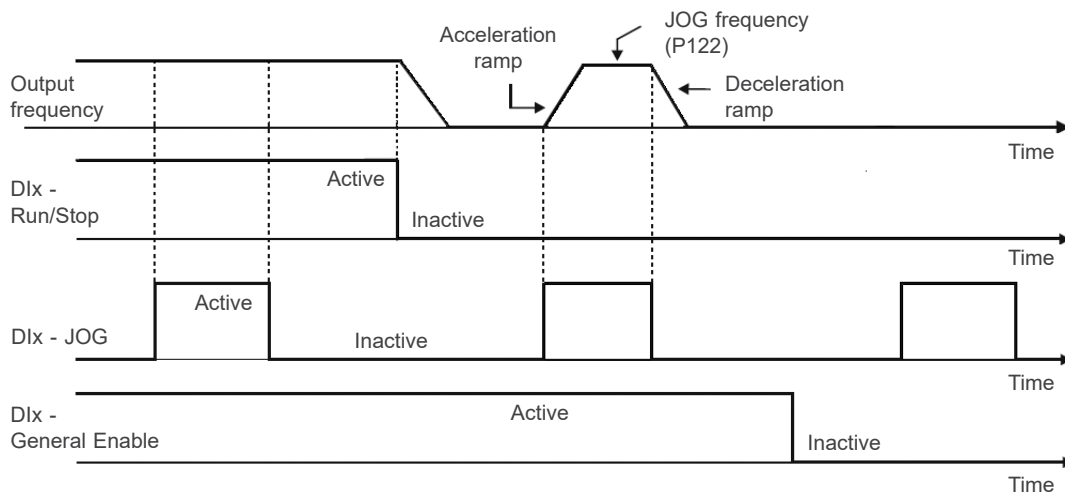 JOG frequency
(P122)
Acceleration
ramp
Output
frequency
Deceleration
ramp
Time
DIx -
Run/Stop
Active
Inactive
Time
DIx - JOG
Active
Inactive
Time
DIx -
General Enable
Active
Inactive
Time